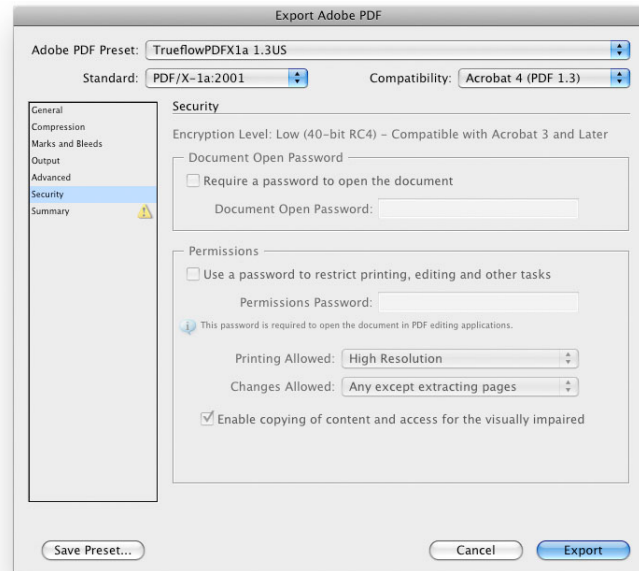 Export Adobe PDF
Adobe PDF Preset: TrueflowPDFX1a 1.3US
Standard: PDF/X-1a:2001 Compatibility: Acrobat 4 (PDF 1.3)
General
Compression
Marks and Bleeds
Output
Advanced
Security
Summary
Security
Encryption Level: Low (40-bit RC4) – Compatible with Acrobat 3 and Later
Document Open Password
Require a password to open the document
Document Open Password:
Permissions
Use a password to restrict printing, editing and other tasks
Permissions Password:
This password is required to open the document in PDF editing applications.
Printing Allowed: High Resolution
Changes Allowed: Any except extracting pages
Enable copying of content and access for the visually impaired
Save Preset... Cancel Export